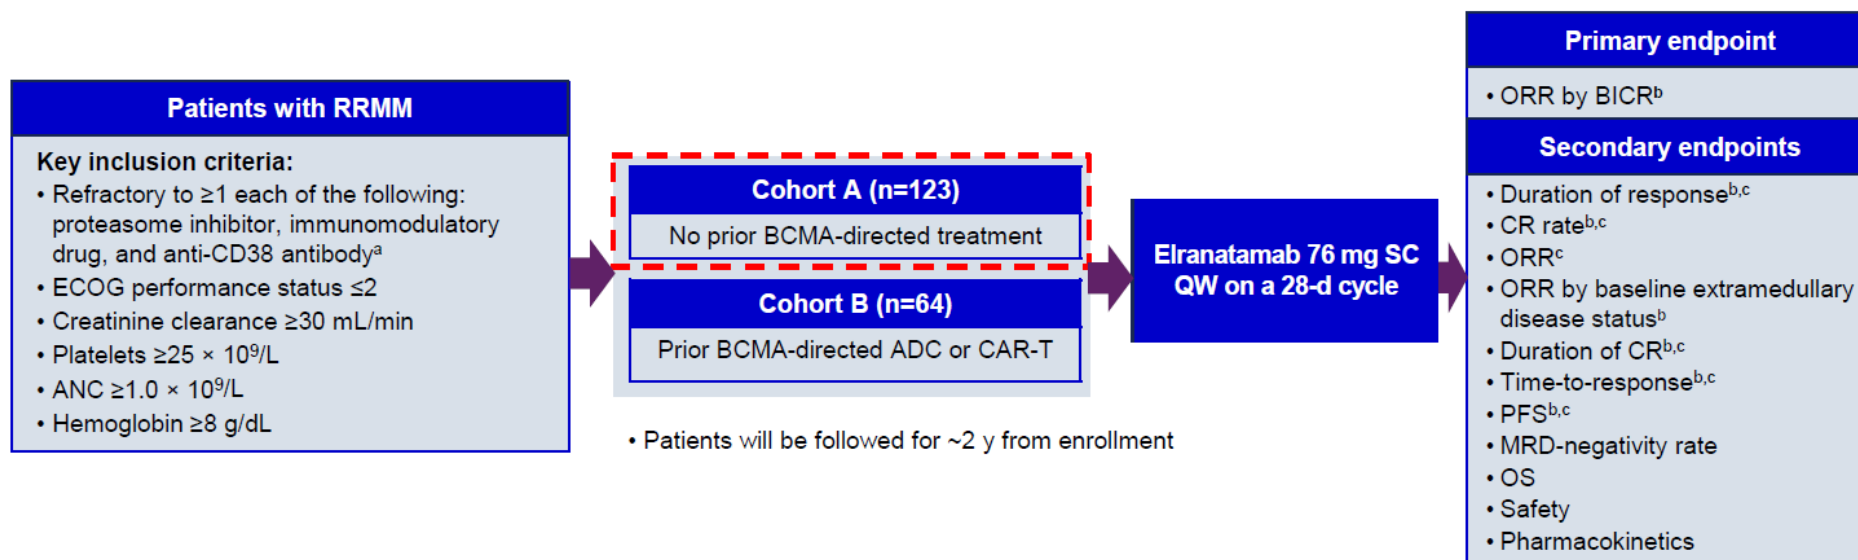 Patients with RRMM
Key inclusion criteria:
• Refractory to ≥1 each of the following:
proteasome inhibitor, immunomodulatory
drug, and anti-CD38 antibodyᵃ
• ECOG performance status ≤2
• Creatinine clearance ≥30 mL/min
• Platelets ≥25 × 10⁹/L
• ANC ≥1.0 × 10⁹/L
• Hemoglobin ≥8 g/dL
Cohort A (n=123)
No prior BCMA-directed treatment
Cohort B (n=64)
Prior BCMA-directed ADC or CAR-T
• Patients will be followed for ~2 y from enrollment
Elranatamab 76 mg SC
QW on a 28-d cycle
Primary endpoint
• ORR by BICRᵇ
Secondary endpoints
• Duration of responseᵇ,ᶜ
• CR rateᵇ,ᶜ
• ORRᶜ
• ORR by baseline extramedullary
disease statusᵇ
• Duration of CRᵇ,ᶜ
• Time-to-responseᵇ,ᶜ
• PFSᵇ,ᶜ
• MRD-negativity rate
• OS
• Safety
• Pharmacokinetics